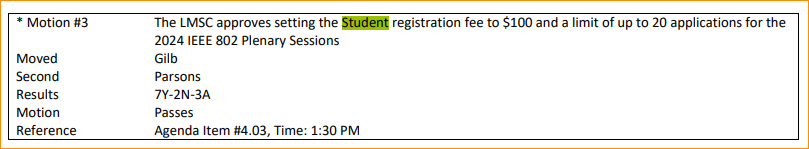 * Motion #3 The LMSC approves setting the Student registration fee to $100 and a limit of up to 20 applications for the
2024 IEEE 802 Plenary Sessions
Moved Gilb
Second Parsons
Results 7Y-2N-3A
Motion Passes
Reference Agenda Item #4.03, Time: 1:30 PM